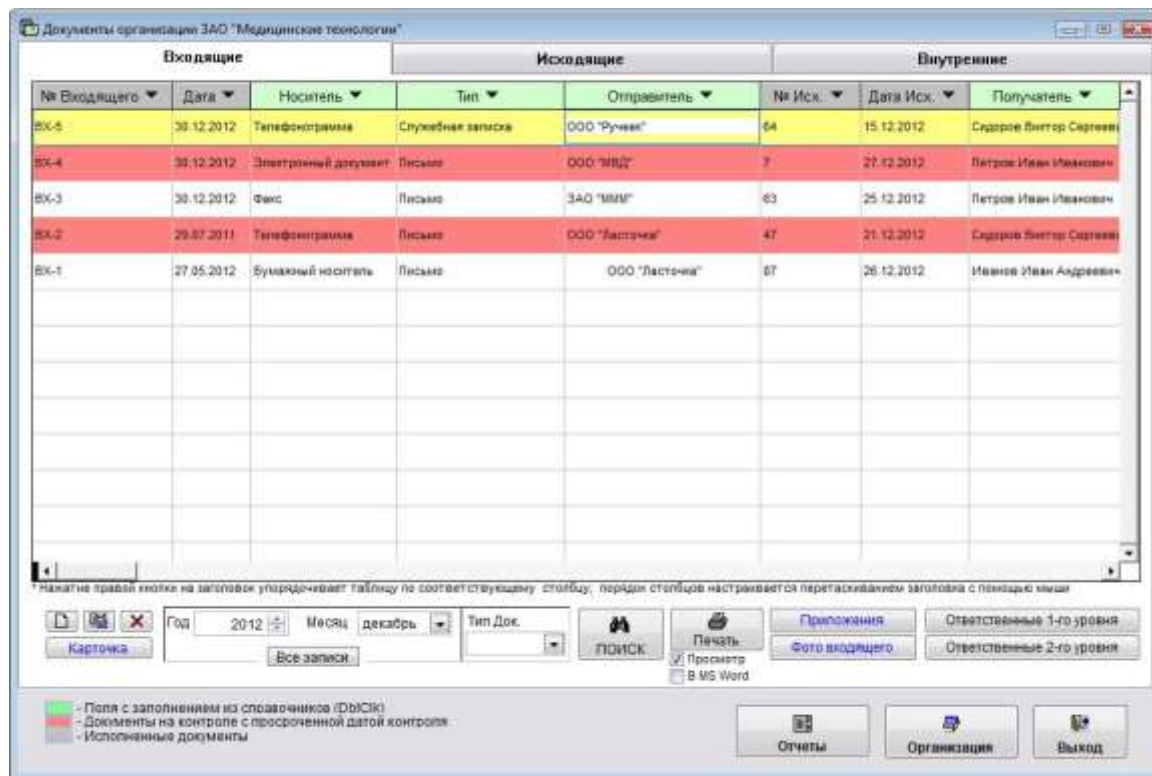 Документы организации ЗАО "Медицинские технологии"
Входящие Исходящие Внутренние
№ Входящего Дата Носитель Тип Отправитель № Исх. Дата Исх. Получатель
ВХ-5 30.12.2012 Телефонограмма Служебная записка ООО "Ручеек" 64 15.12.2012 Сидоров Виктор Сергееви
ВХ-4 30.12.2012 Электронный документ Письмо ООО "МВД" 7 27.12.2012 Петров Иван Иванович
ВХ-3 30.12.2012 Факс Письмо ЗАО "МММ" 63 25.12.2012 Петров Иван Иванович
ВХ-2 29.07.2011 Телефонограмма Письмо ООО "Ласточка" 47 21.12.2012 Сидоров Виктор Сергееви
ВХ-1 27.05.2012 Бумажный носитель Письмо ООО "Ласточка" 87 26.12.2012 Иванов Иван Андреевич
* Нажатие правой кнопки на заголовок упорядочивает таблицу по соответствующему столбцу, порядок столбцов настраивается перетаскиванием заголовка с помощью мыши
Год 2012 Месяц декабрь Тип Док. ПОИСК Печать Приложения Ответственные 1-го уровня
Карточка Все записи Просмотр Фото входящего Ответственные 2-го уровня
В MS Word
- Поля с заполнением из справочников (DblClk)
- Документы на контроле с просроченной датой контроля
- Исполненные документы
Отчеты Организация Выход